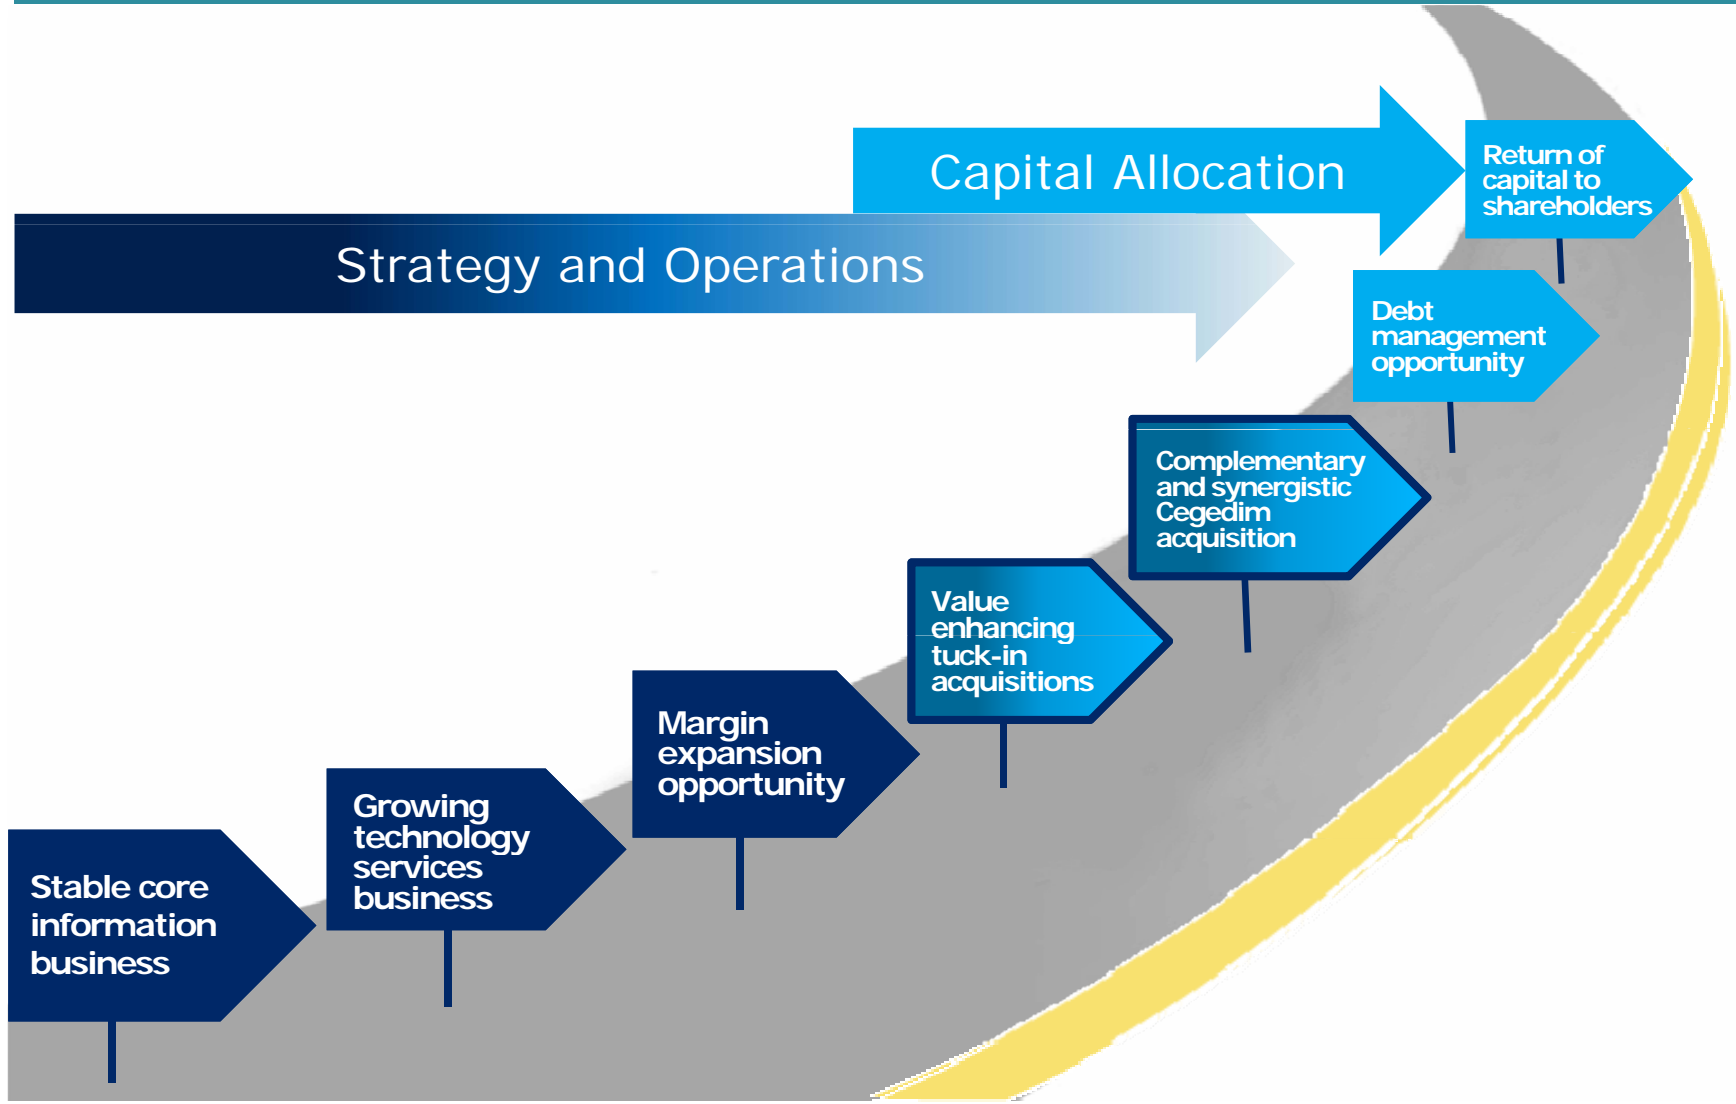 Capital Allocation
Return of
capital to
shareholders
Strategy and Operations
Debt
management
opportunity
Complementary
and synergistic
Cegedim
acquisition
Value
enhancing
tuck-in
acquisitions
Margin
expansion
opportunity
Growing
technology
services
business
Stable core
information
business